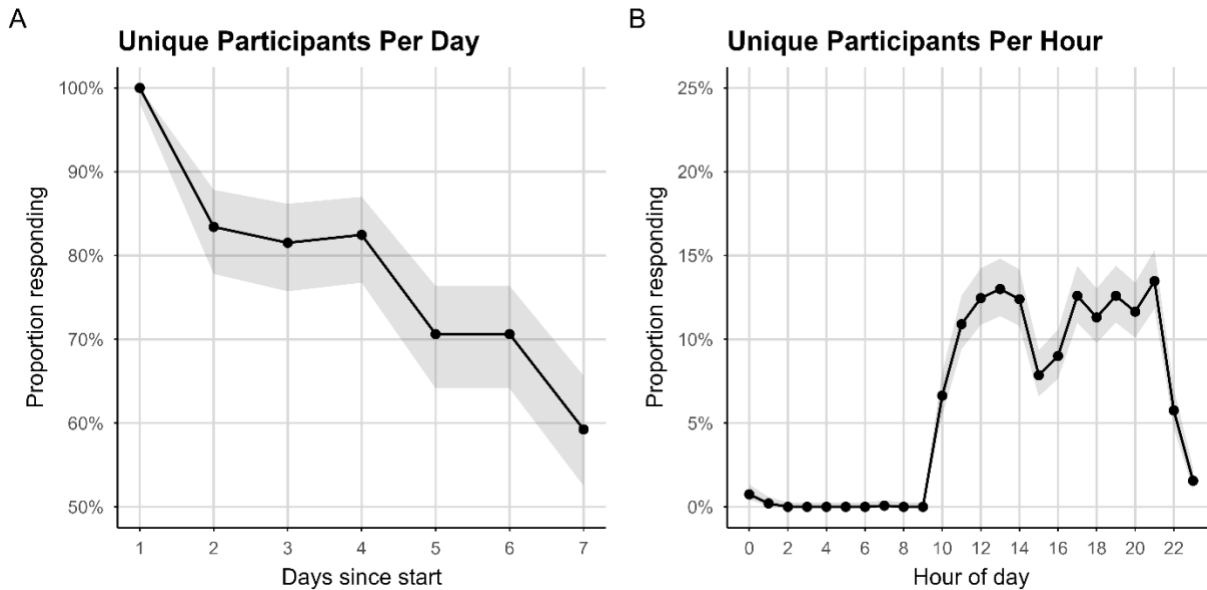 A
Unique Participants Per Day
100%
90%
80%
70%
60%
50%
Proportion responding
1 2 3 4 5 6 7
Days since start
B
Unique Participants Per Hour
25%
20%
15%
10%
5%
0%
Proportion responding
0 2 4 6 8 10 12 14 16 18 20 22
Hour of day